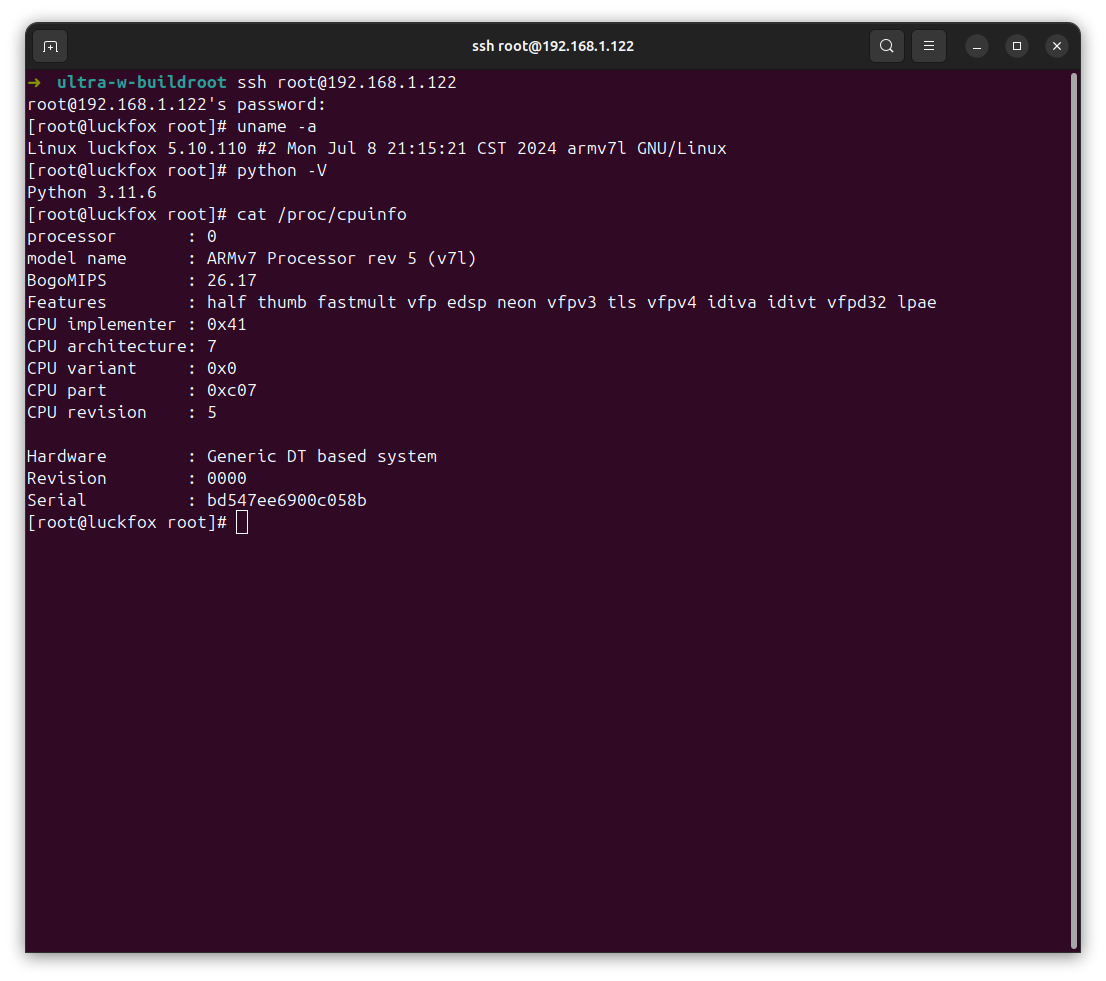 ssh root@192.168.1.122
➜  ultra-w-buildroot ssh root@192.168.1.122
root@192.168.1.122's password:
[root@luckfox root]# uname -a
Linux luckfox 5.10.110 #2 Mon Jul 8 21:15:21 CST 2024 armv7l GNU/Linux
[root@luckfox root]# python -V
Python 3.11.6
[root@luckfox root]# cat /proc/cpuinfo
processor       : 0
model name      : ARMv7 Processor rev 5 (v7l)
BogoMIPS        : 26.17
Features        : half thumb fastmult vfp edsp neon vfpv3 tls vfpv4 idiva idivt vfpd32 lpae
CPU implementer : 0x41
CPU architecture: 7
CPU variant     : 0x0
CPU part        : 0xc07
CPU revision    : 5

Hardware        : Generic DT based system
Revision        : 0000
Serial          : bd547ee6900c058b
[root@luckfox root]#